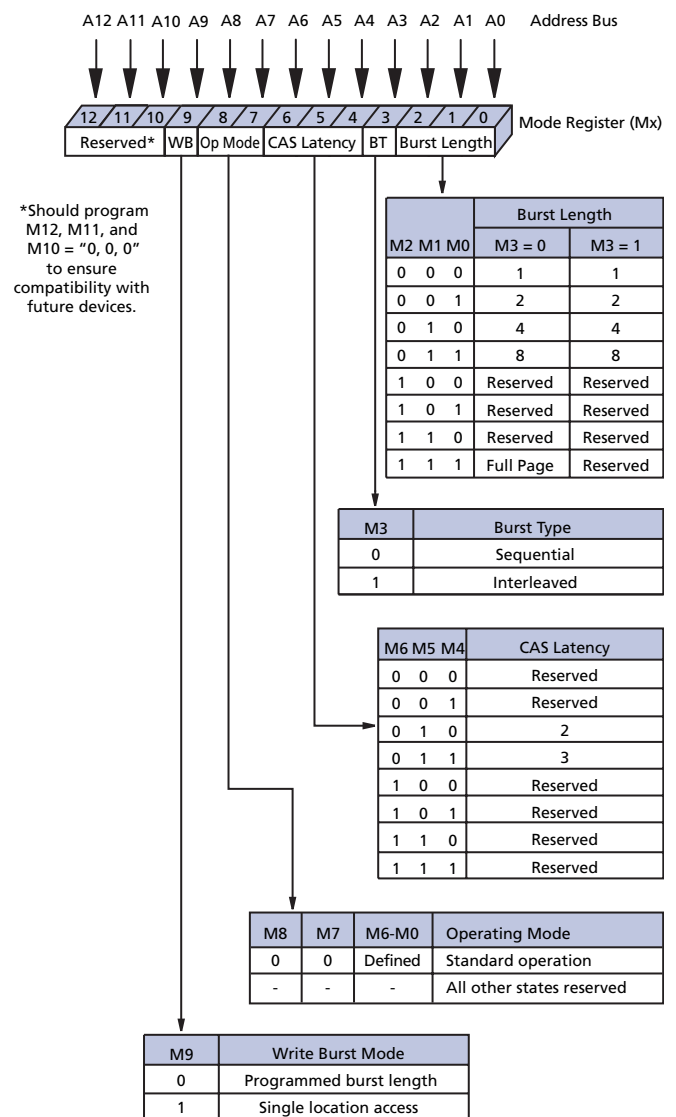 A12 A11 A10 A9 A8 A7 A6 A5 A4 A3 A2 A1 A0 Address Bus
12 11 10 9 8 7 6 5 4 3 2 1 0
Mode Register (Mx)
Reserved* WB Op Mode CAS Latency BT Burst Length
*Should program
M12, M11, and
M10 = “0, 0, 0”
to ensure
compatibility with
future devices.
Burst Length
M2 M1 M0 M3 = 0 M3 = 1
0 0 0 1 1
0 0 1 2 2
0 1 0 4 4
0 1 1 8 8
1 0 0 Reserved Reserved
1 0 1 Reserved Reserved
1 1 0 Reserved Reserved
1 1 1 Full Page Reserved
M3 Burst Type
0 Sequential
1 Interleaved
M6 M5 M4 CAS Latency
0 0 0 Reserved
0 0 1 Reserved
0 1 0 2
0 1 1 3
1 0 0 Reserved
1 0 1 Reserved
1 1 0 Reserved
1 1 1 Reserved
M8 M7 M6-M0 Operating Mode
0 0 Defined Standard operation
- - - All other states reserved
M9 Write Burst Mode
0 Programmed burst length
1 Single location access